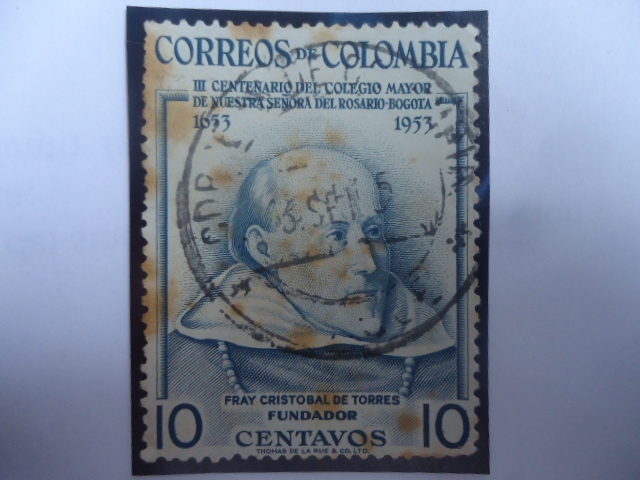 CORREOS DE COLOMBIA
III CENTENARIO DEL COLEGIO MAYOR
DE NUESTRA SEÑORA DEL ROSARIO-BOGOTA
1653 1953
FRAY CRISTOBAL DE TORRES
FUNDADOR
10 CENTAVOS 10
THOMAS DE LA RUE & CO. LTD.